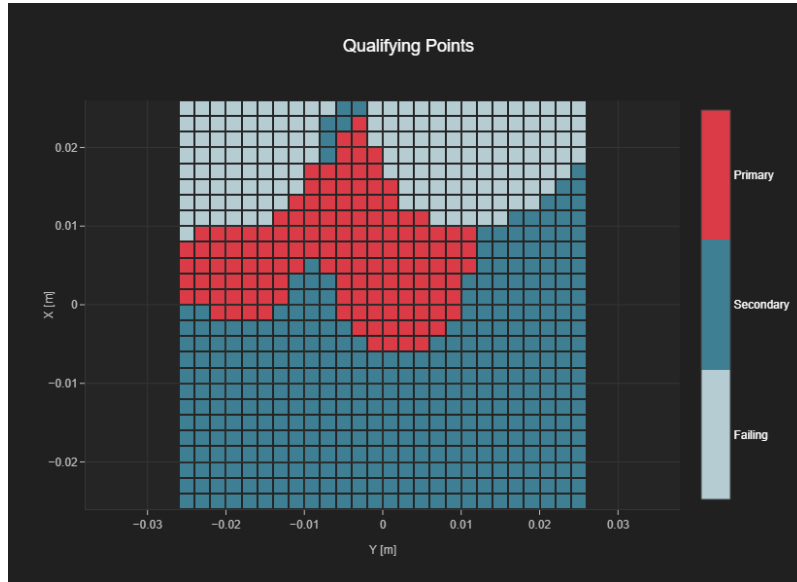 Qualifying Points
0.02
0.01
0
−0.01
−0.02
X [m]
−0.03
−0.02
−0.01
0
0.01
0.02
0.03
Y [m]
Primary
Secondary
Failing